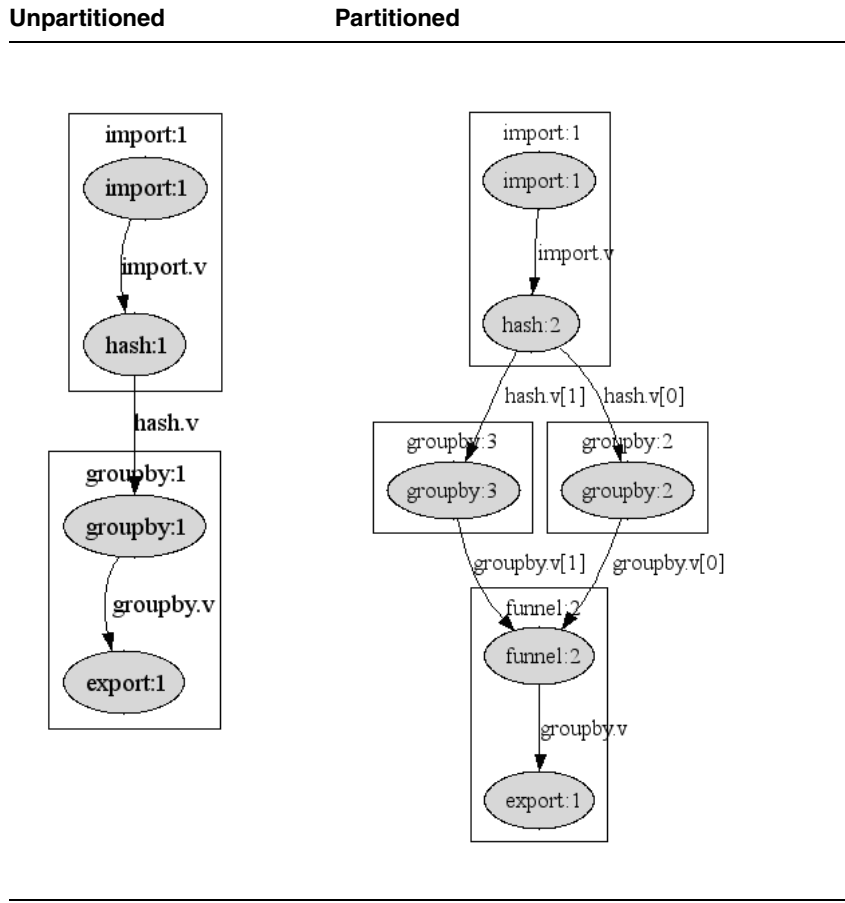 Unpartitioned
Partitioned
import:1
import:1
import.v
hash:1
hash.v
groupby:1
groupby:1
groupby.v
export:1
import:1
import:1
import.v
hash:2
hash.v[1]
hash.v[0]
groupby:3
groupby:2
groupby:3
groupby:2
groupby.v[1]
groupby.v[0]
funnel:2
funnel:2
groupby.v
export:1